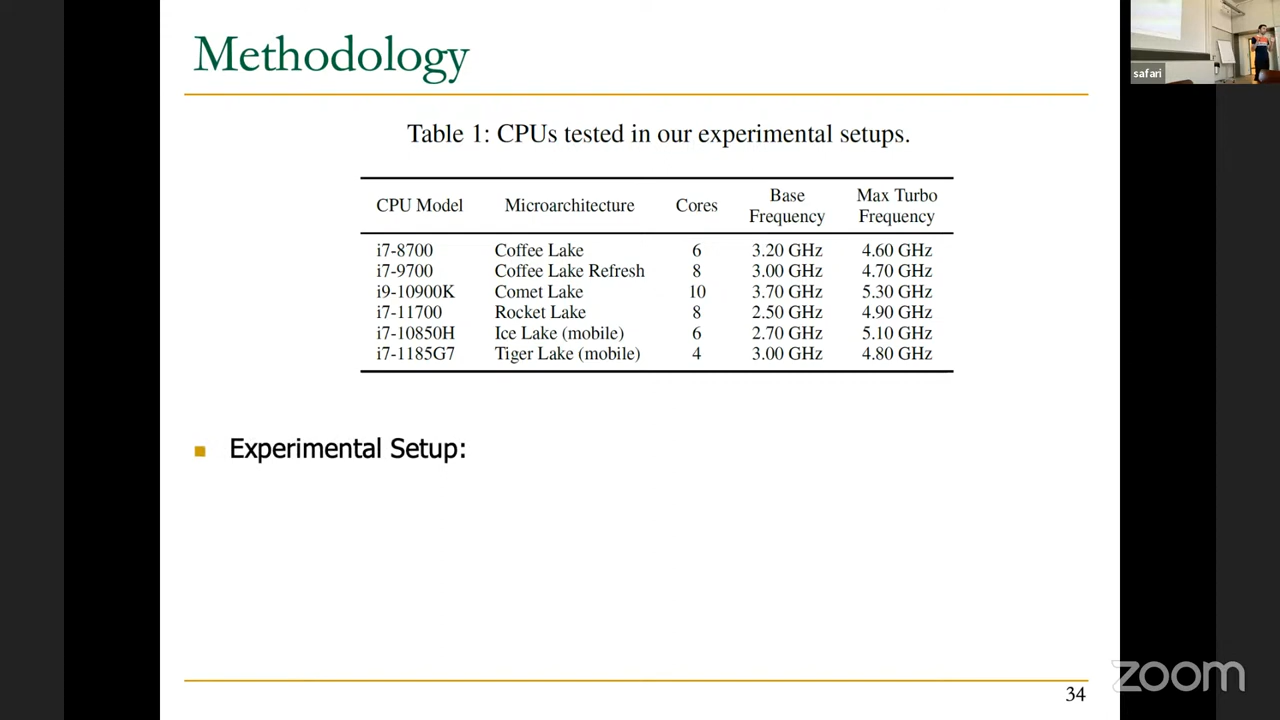 Methodology
safari
Table 1: CPUs tested in our experimental setups.
CPU Model Microarchitecture Cores Base Frequency Max Turbo Frequency
i7-8700 Coffee Lake 6 3.20 GHz 4.60 GHz
i7-9700 Coffee Lake Refresh 8 3.00 GHz 4.70 GHz
i9-10900K Comet Lake 10 3.70 GHz 5.30 GHz
i7-11700 Rocket Lake 8 2.50 GHz 4.90 GHz
i7-10850H Ice Lake (mobile) 6 2.70 GHz 5.10 GHz
i7-1185G7 Tiger Lake (mobile) 4 3.00 GHz 4.80 GHz
Experimental Setup:
zoom
34